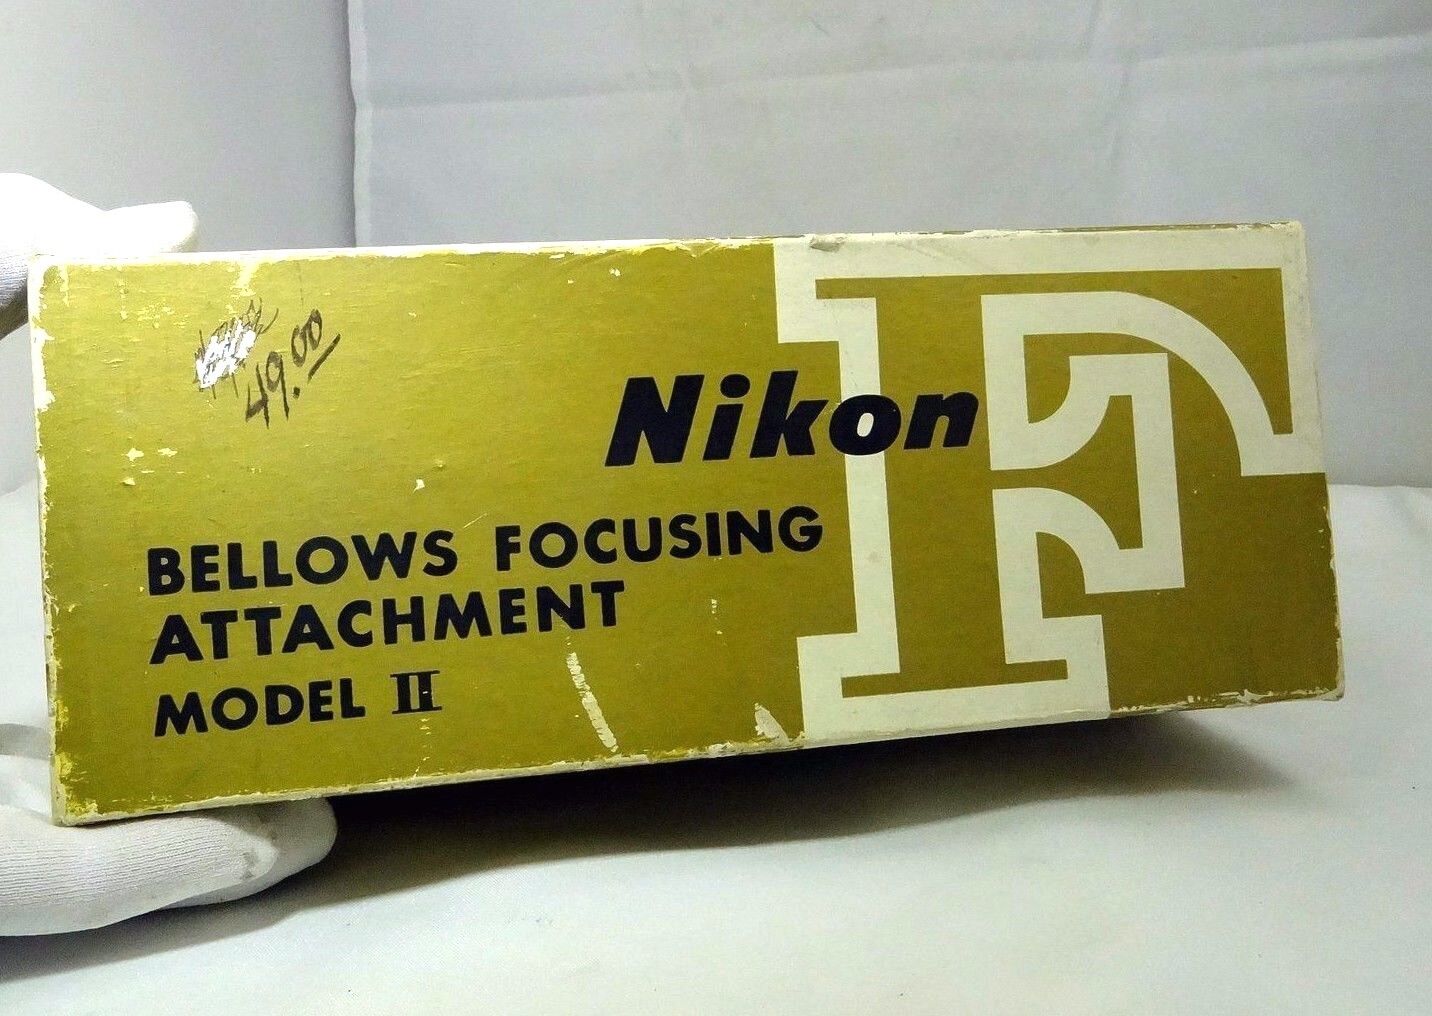 49.00
Nikon
F
BELLOWS FOCUSING
ATTACHMENT
MODEL II